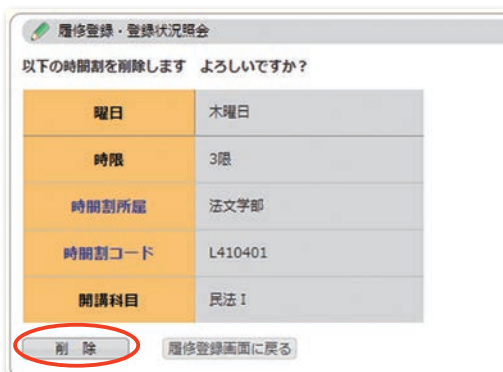 履修登録・登録状況照会
以下の時間割を削除します　よろしいですか？
曜日　木曜日
時限　3限
時間割所属　法文学部
時間割コード　L410401
開講科目　民法 I
削　除　履修登録画面に戻る